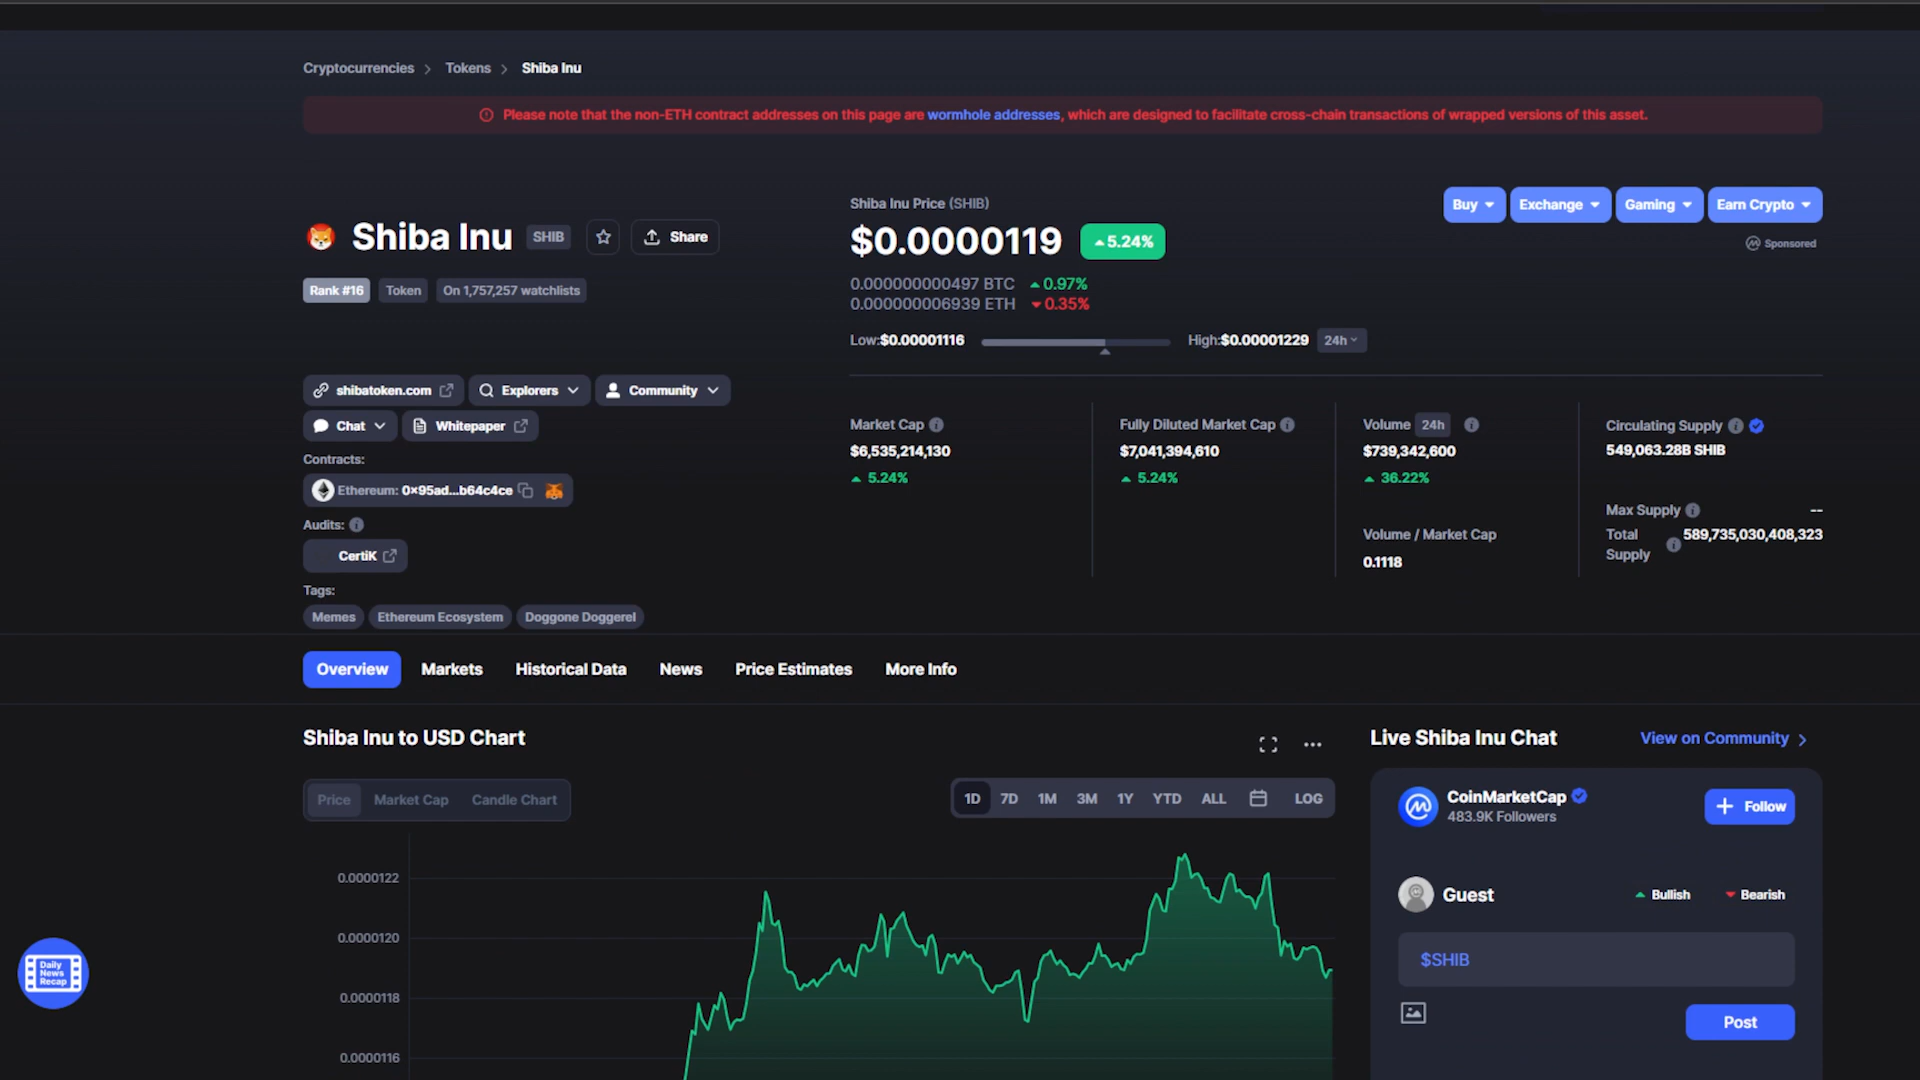 Cryptocurrencies > Tokens > Shiba Inu
Please note that the non-ETH contract addresses on this page are wormhole addresses, which are designed to facilitate cross-chain transactions of wrapped versions of this asset.
Shiba Inu SHIB Share
Rank #16 Token On 1,757,257 watchlists
shibatoken.com Explorers Community
Chat Whitepaper
Contracts:
Ethereum: 0x95ad...b64c4ce
Audits:
CertiK
Tags:
Memes Ethereum Ecosystem Doggone Doggerel
Shiba Inu Price (SHIB)
$0.0000119 5.24%
0.000000000497 BTC 0.97%
0.000000006939 ETH 0.35%
Low:$0.00001116 High:$0.00001229 24h
Buy Exchange Gaming Earn Crypto
Sponsored
Market Cap
$6,535,214,130
5.24%
Fully Diluted Market Cap
$7,041,394,610
5.24%
Volume 24h
$739,342,600
36.22%
Volume / Market Cap
0.1118
Circulating Supply
549,063.28B SHIB
Max Supply --
Total Supply 589,735,030,408,323
Overview Markets Historical Data News Price Estimates More Info
Shiba Inu to USD Chart
Price Market Cap Candle Chart
1D 7D 1M 3M 1Y YTD ALL LOG
0.0000122
0.0000120
0.0000118
0.0000116
Live Shiba Inu Chat View on Community >
CoinMarketCap
483.9K Followers
+ Follow
Guest Bullish Bearish
$SHIB
Post
Daily
News
Recap